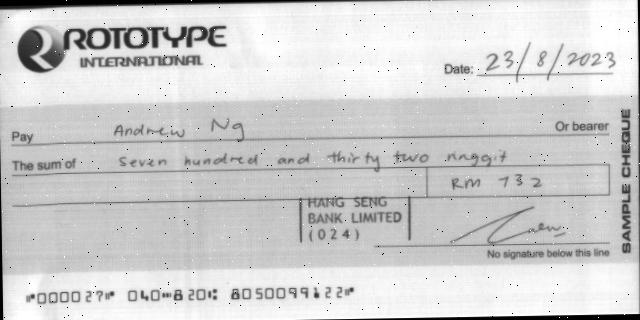 ROTOTYPE
INTERNATIONAL
Date: 23/8/2023
Pay Andrew Ng Or bearer
The sum of seven hundred and thirty two ringgit
RM 732
HANG SENG
BANK LIMITED
(024)
No signature below this line
SAMPLE CHEQUE
⑈000027⑈ 040⑉820⑆ 8050099122⑈